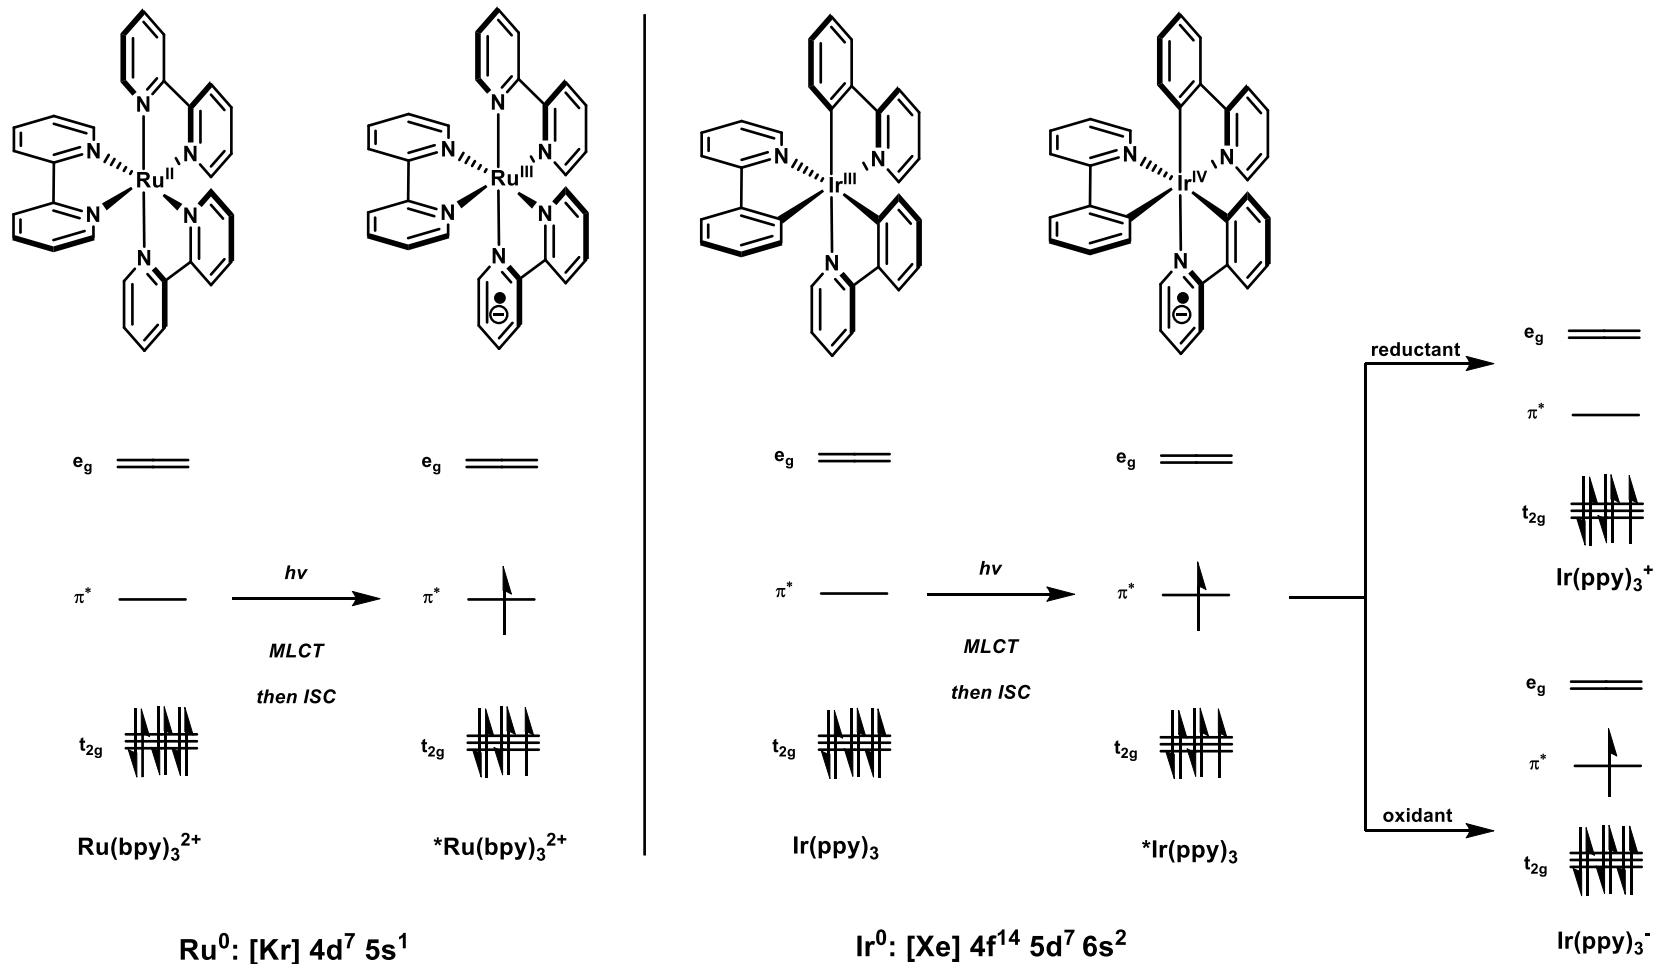 N
N
N
N
N
N
Ru^II
N
N
N
N
N
N
Ru^III
N
N
N
Ir^III
N
N
N
Ir^IV
e_g
π*
t_2g
Ru(bpy)_3^2+
hv
MLCT
then ISC
e_g
π*
t_2g
*Ru(bpy)_3^2+
Ru^0: [Kr] 4d^7 5s^1
e_g
π*
t_2g
Ir(ppy)_3
hv
MLCT
then ISC
e_g
π*
t_2g
*Ir(ppy)_3
Ir^0: [Xe] 4f^14 5d^7 6s^2
reductant
e_g
π*
t_2g
Ir(ppy)_3^+
oxidant
e_g
π*
t_2g
Ir(ppy)_3^-